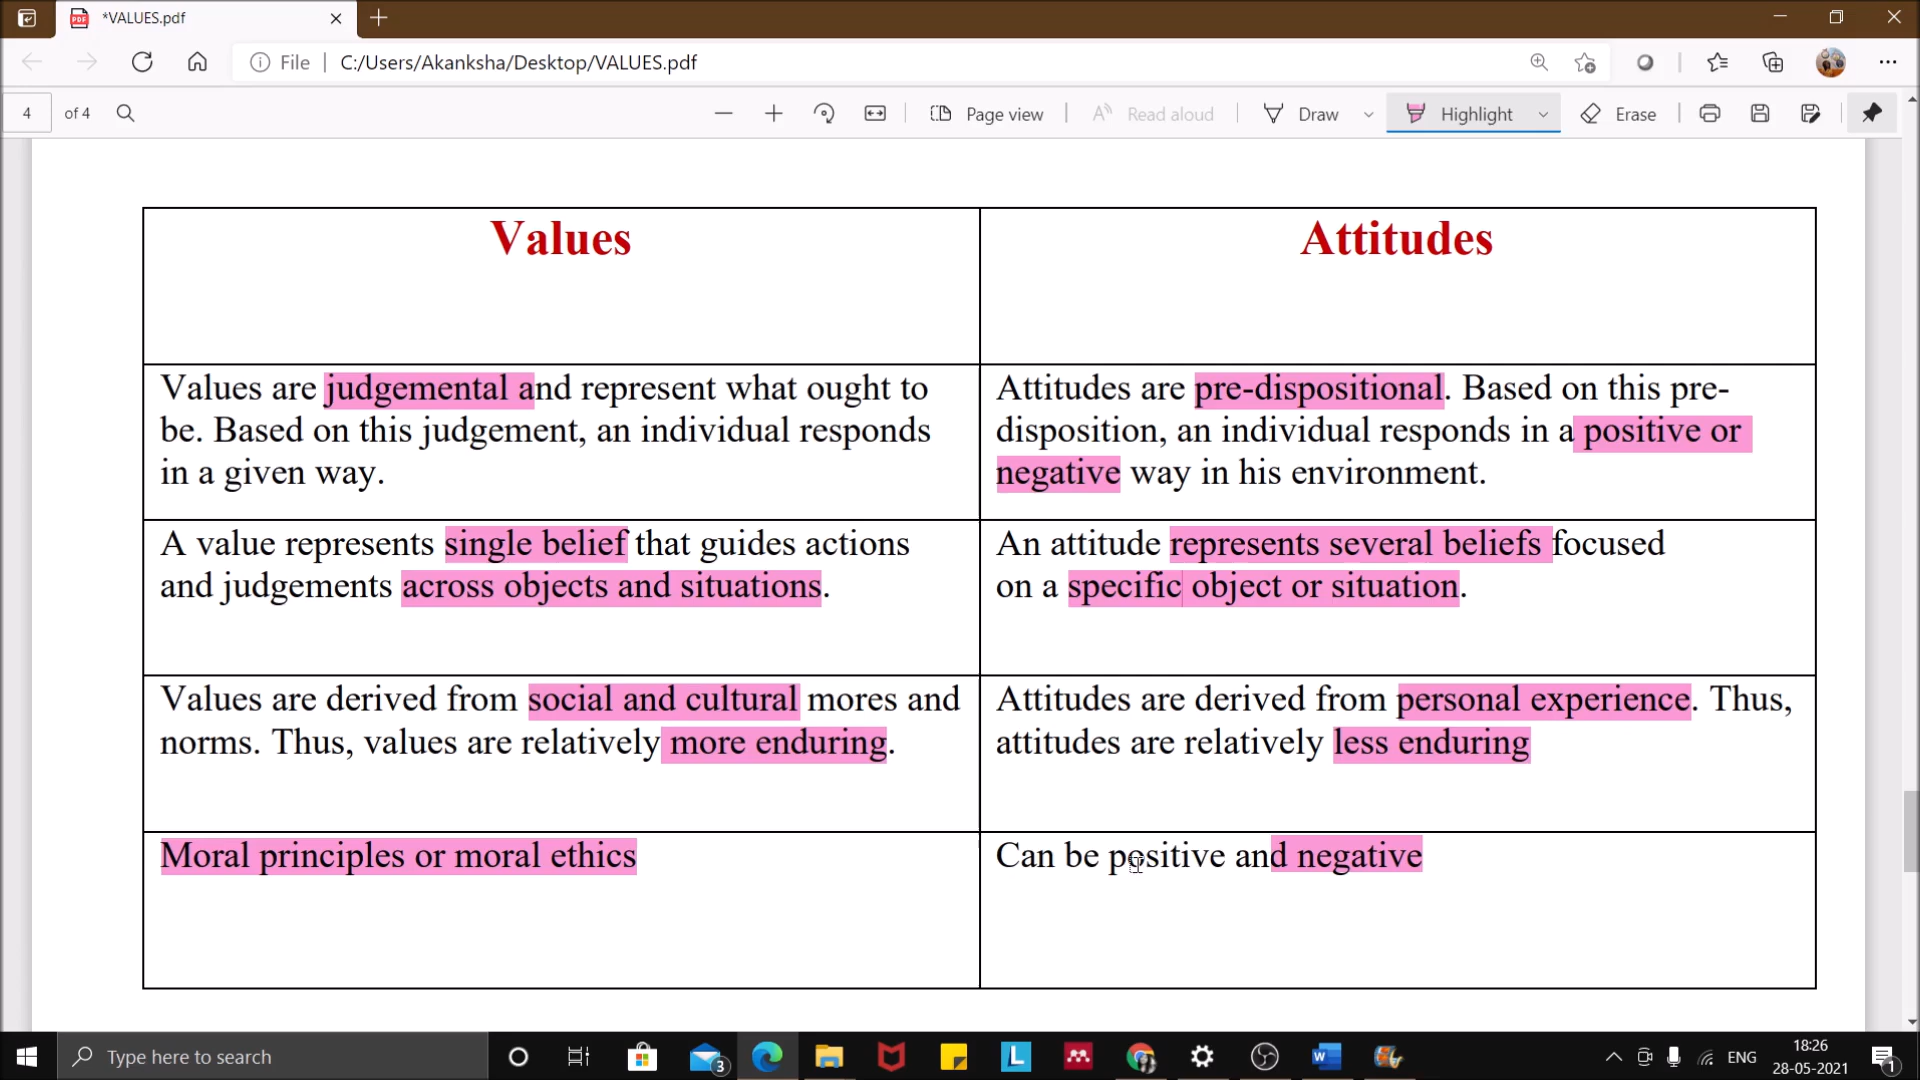 *VALUES.pdf
File
C:/Users/Akanksha/Desktop/VALUES.pdf
4 of 4
Page view
Read aloud
Draw
Highlight
Erase
Values
Attitudes
Values are judgemental and represent what ought to
be. Based on this judgement, an individual responds
in a given way.
Attitudes are pre-dispositional. Based on this pre-
disposition, an individual responds in a positive or
negative way in his environment.
A value represents single belief that guides actions
and judgements across objects and situations.
An attitude represents several beliefs focused
on a specific object or situation.
Values are derived from social and cultural mores and
norms. Thus, values are relatively more enduring.
Attitudes are derived from personal experience. Thus,
attitudes are relatively less enduring
Moral principles or moral ethics
Can be positive and negative
Type here to search
3
L
W
ENG
18:26
28-05-2021
1